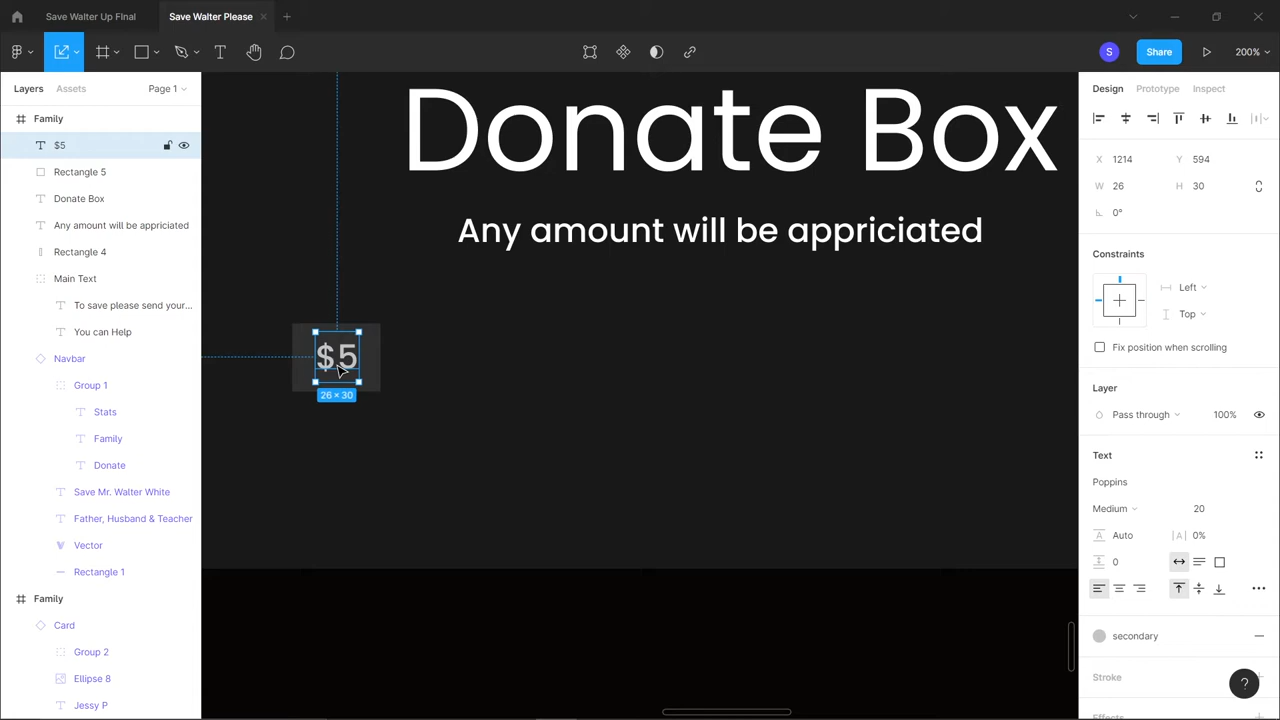 Save Walter Up FInal
Save Walter Please
S
Share
200%
Layers
Assets
Page 1
Design
Prototype
Inspect
Family
$5
Rectangle 5
Donate Box
Any amount will be appriciated
Rectangle 4
Main Text
To save please send your...
You can Help
Navbar
Group 1
Stats
Family
Donate
Save Mr. Walter White
Father, Husband & Teacher
Vector
Rectangle 1
Family
Card
Group 2
Ellipse 8
Jessy P
Donate Box
Any amount will be appriciated
$5
26 × 30
X 1214 Y 594
W 26 H 30
0°
Constraints
Left
Top
Fix position when scrolling
Layer
Pass through 100%
Text
Poppins
Medium 20
A Auto |A| 0%
0
secondary
Stroke
Effects
?